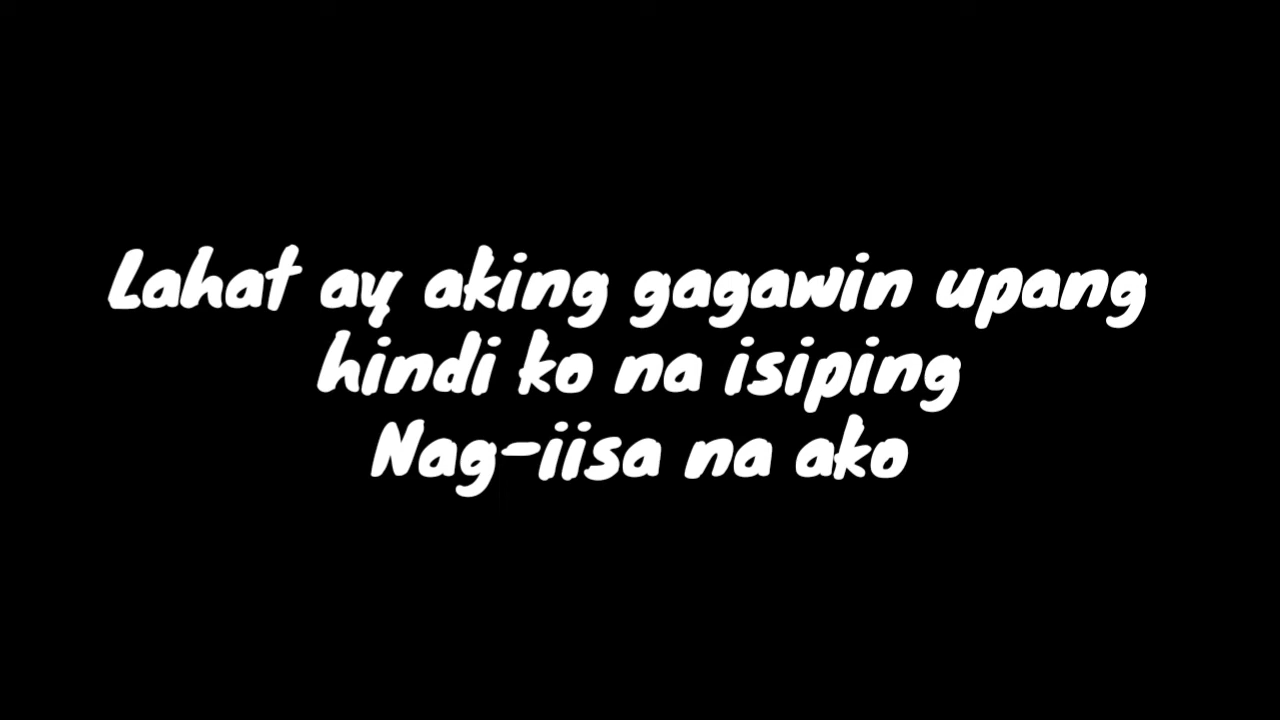 Lahat ay aking gagawin upang
hindi ko na isiping
Nag-iisa na ako